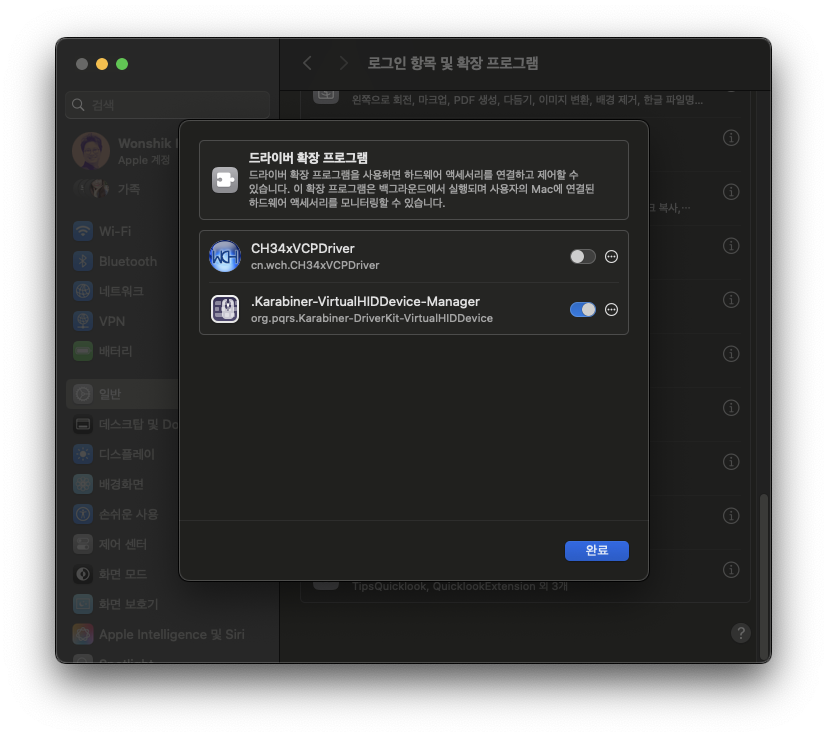 로그인 항목 및 확장 프로그램
검색
왼쪽으로 회전, 마크업, PDF 생성, 다듬기, 이미지 변환, 배경 제거, 한글 파일명...
Wonshik
Apple 계정
가족
Wi-Fi
Bluetooth
네트워크
VPN
배터리
일반
데스크탑 및 Do
디스플레이
배경화면
손쉬운 사용
제어 센터
화면 모드
화면 보호기
Apple Intelligence 및 Siri
Spotlight
드라이버 확장 프로그램
드라이버 확장 프로그램을 사용하면 하드웨어 액세서리를 연결하고 제어할 수
있습니다. 이 확장 프로그램은 백그라운드에서 실행되며 사용자의 Mac에 연결된
하드웨어 액세서리를 모니터링할 수 있습니다.
WCH
CH34xVCPDriver
cn.wch.CH34xVCPDriver
.Karabiner-VirtualHIDDevice-Manager
org.pqrs.Karabiner-DriverKit-VirtualHIDDevice
복사,...
완료
TipsQuicklook, QuicklookExtension 외 3개
?